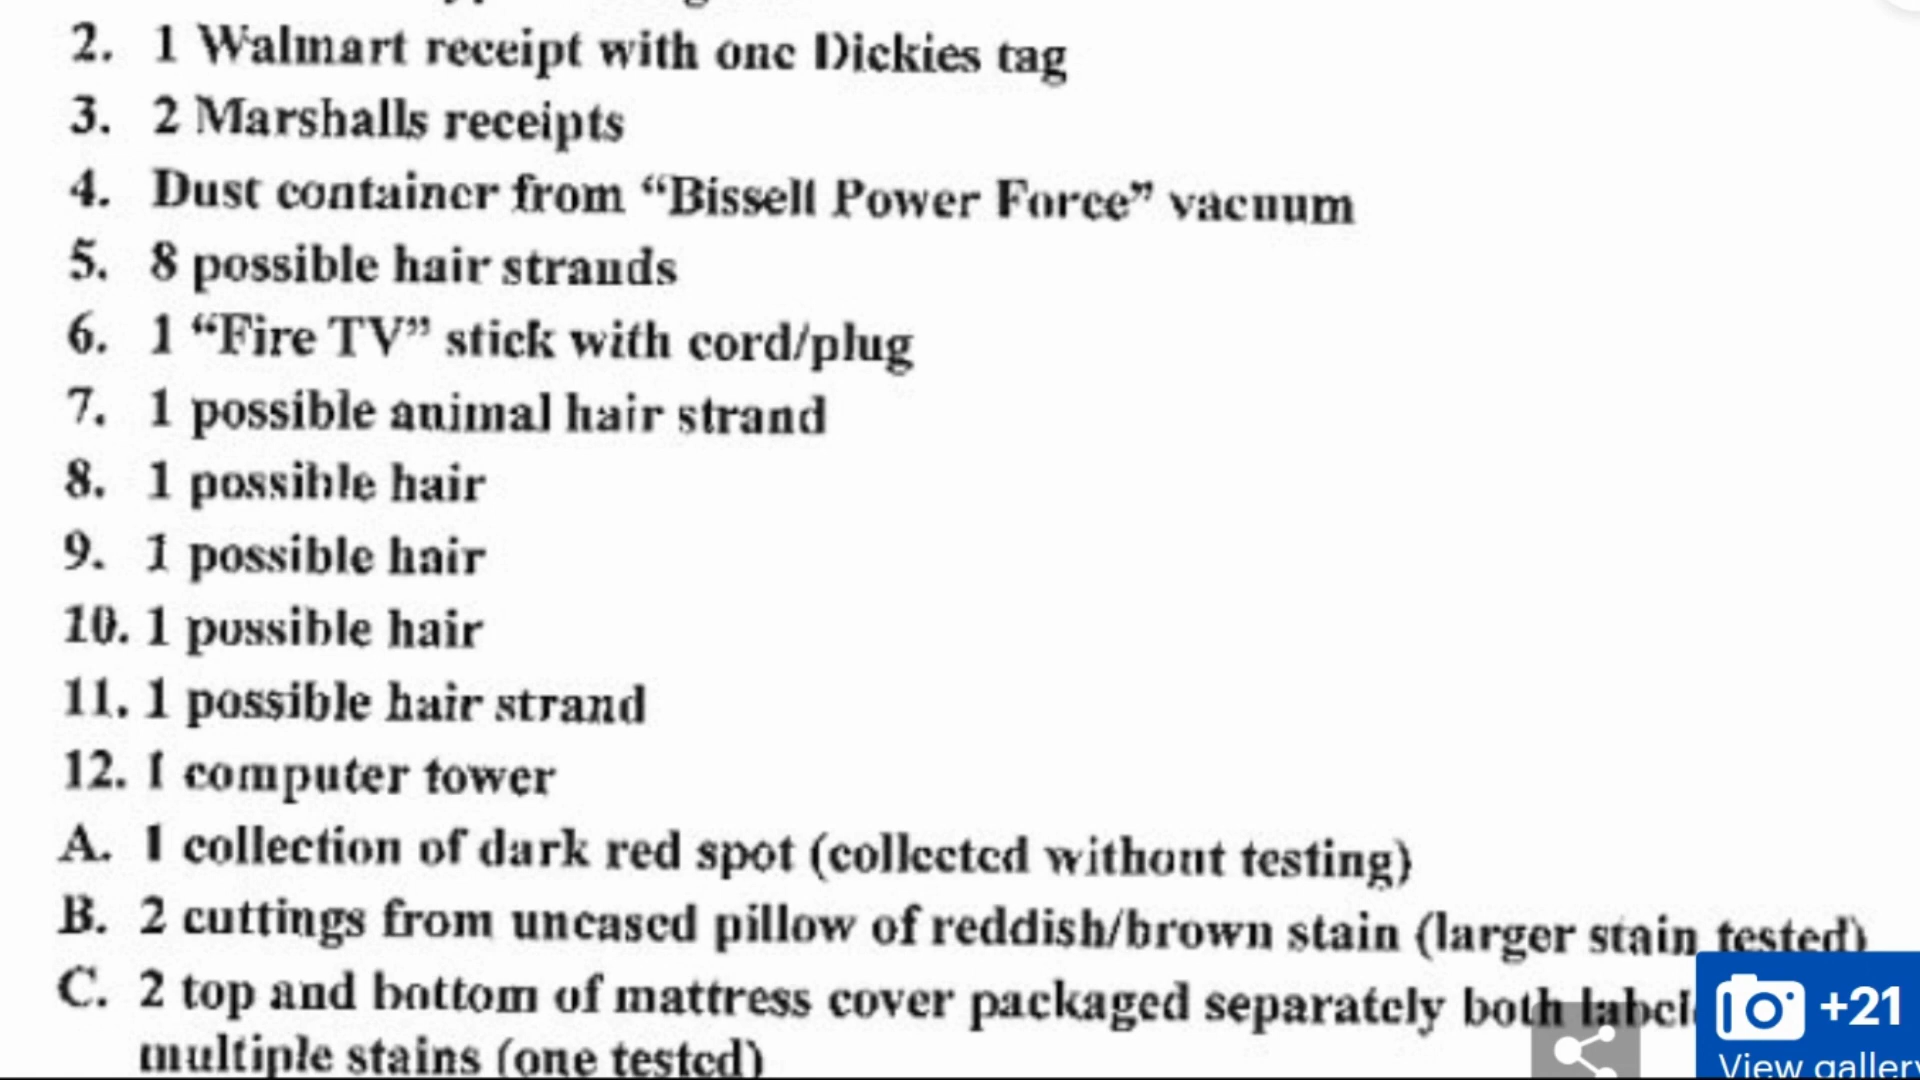 2. 1 Walmart receipt with one Dickies tag
3. 2 Marshalls receipts
4. Dust container from “Bissell Power Force” vacuum
5. 8 possible hair strands
6. 1 “Fire TV” stick with cord/plug
7. 1 possible animal hair strand
8. 1 possible hair
9. 1 possible hair
10. 1 possible hair
11. 1 possible hair strand
12. 1 computer tower
A. 1 collection of dark red spot (collected without testing)
B. 2 cuttings from uncased pillow of reddish/brown stain (larger stain tested)
C. 2 top and bottom of mattress cover packaged separately both
multiple stains (one tested)
+21
View gallery